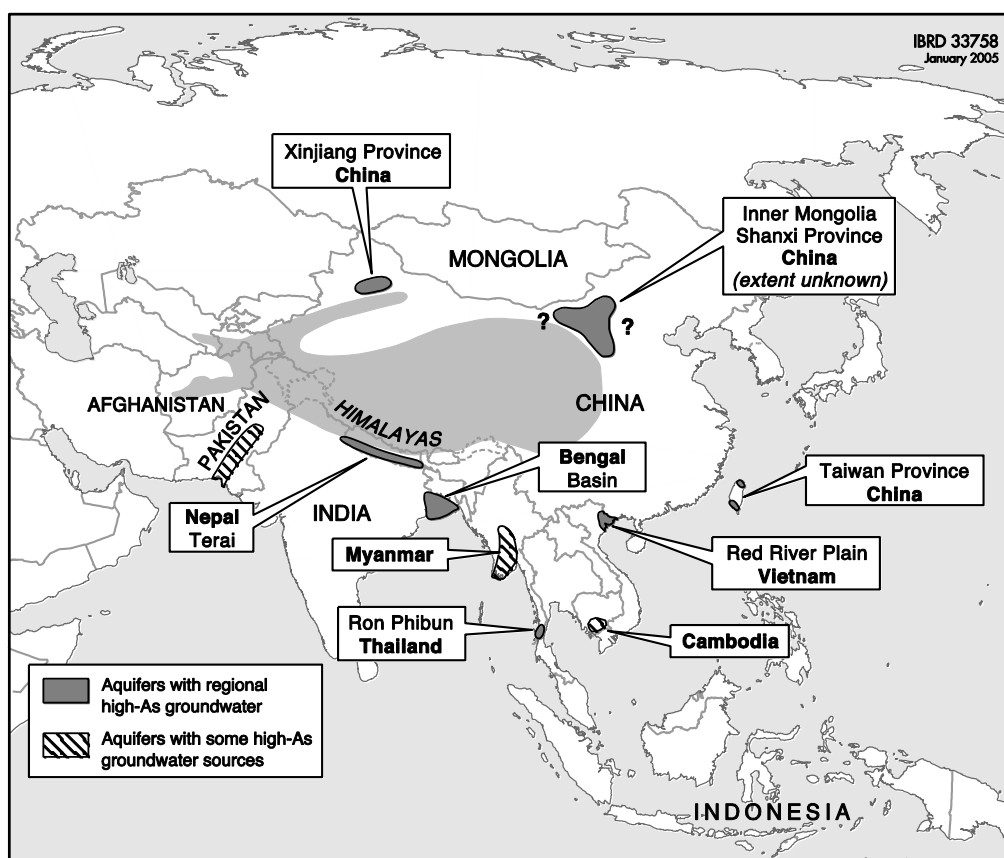 IBRD 33758
January 2005
Xinjiang Province
China
Inner Mongolia
Shanxi Province
China
(extent unknown)
MONGOLIA
?
?
AFGHANISTAN
PAKISTAN
HIMALAYAS
CHINA
Bengal
Basin
Taiwan Province
China
Nepal
Terai
INDIA
Myanmar
Red River Plain
Vietnam
Ron Phibun
Thailand
Cambodia
Aquifers with regional
high-As groundwater
Aquifers with some high-As
groundwater sources
INDONESIA